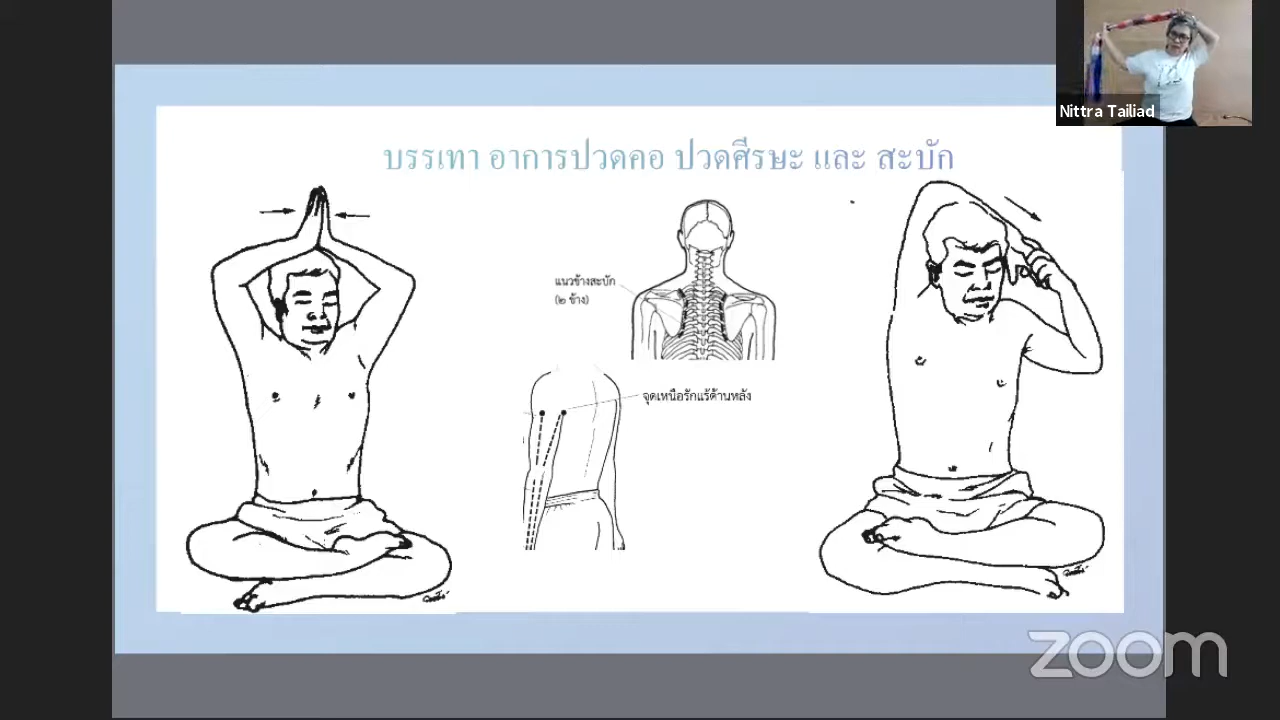 Nittra Tailiad
บรรเทา อาการปวดคอ ปวดศีรษะ และ สะบัก
แนวข้างสะบัก
(๒ ข้าง)
จุดเหนือรักแร้ด้านหลัง
zoom